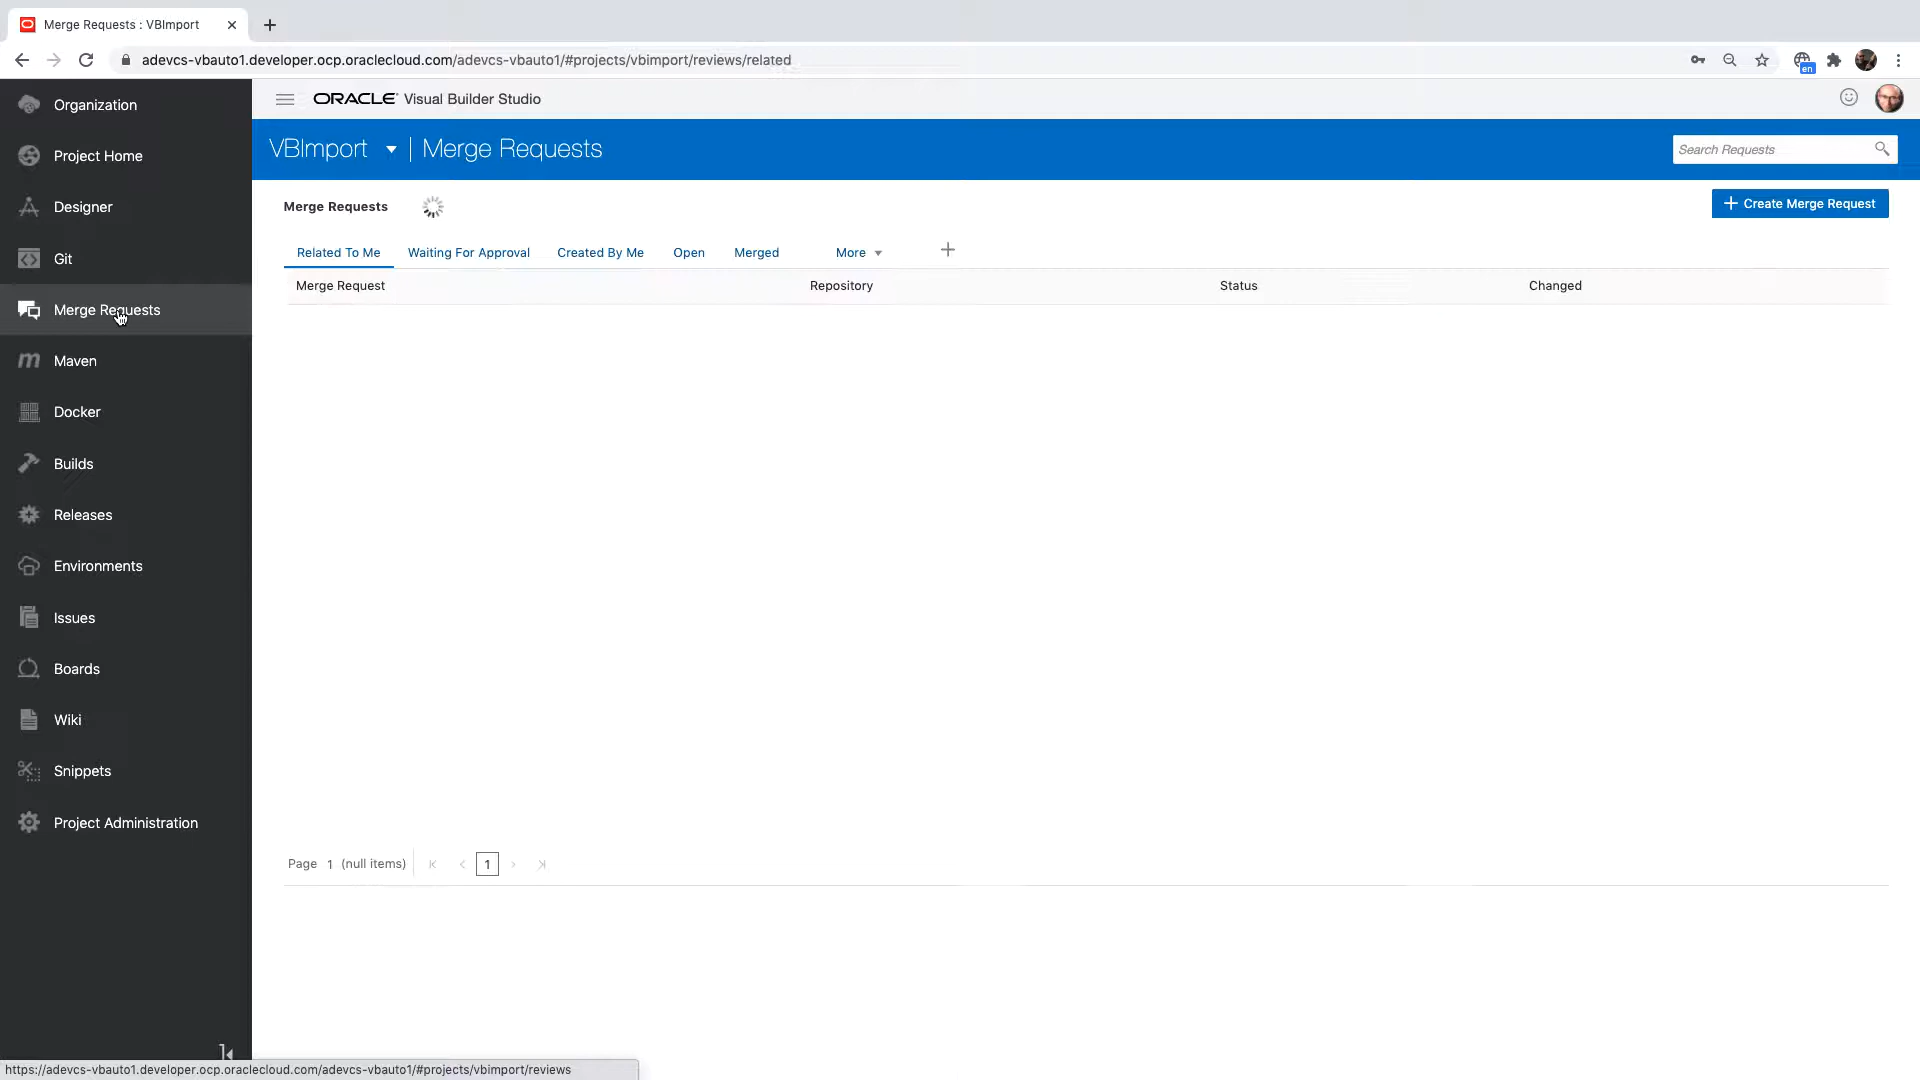 Merge Requests : VBImport
adevcs-vbauto1.developer.ocp.oraclecloud.com/adevcs-vbauto1/#projects/vbimport/reviews/related
en
Organization
Project Home
Designer
Git
Merge Requests
Maven
Docker
Builds
Releases
Environments
Issues
Boards
Wiki
Snippets
Project Administration
ORACLE Visual Builder Studio
VBImport | Merge Requests
Search Requests
Merge Requests
Create Merge Request
Related To Me Waiting For Approval Created By Me Open Merged More
Merge Request Repository Status Changed
Page 1 (null items) 1
https://adevcs-vbauto1.developer.ocp.oraclecloud.com/adevcs-vbauto1/#projects/vbimport/reviews